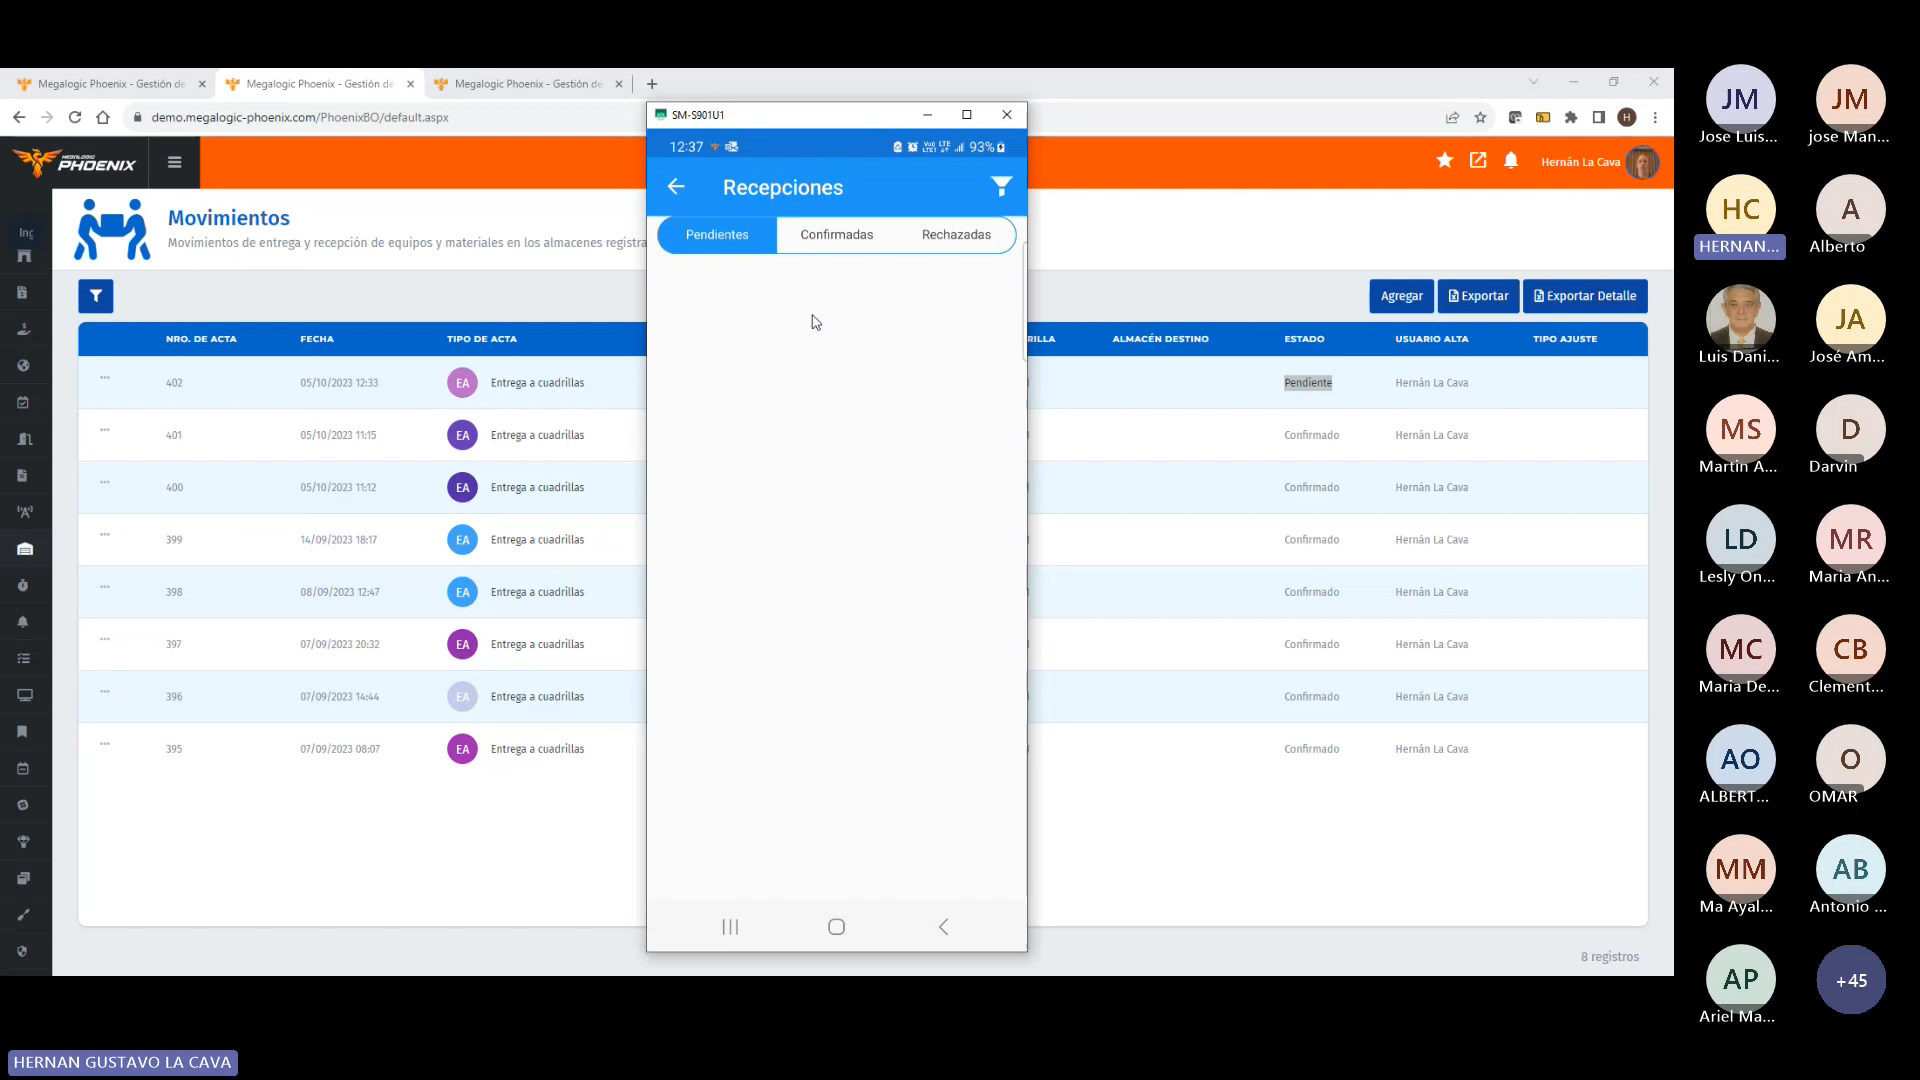 Megalogic Phoenix - Gestión de
Megalogic Phoenix - Gestión de
Megalogic Phoenix - Gestión de
demo.megalogic-phoenix.com/PhoenixBO/default.aspx
H
MEGALOGIC
PHOENIX
Hernán La Cava
Ing
Movimientos
Movimientos de entrega y recepción de equipos y materiales en los almacenes registra
Agregar
Exportar
Exportar Detalle
NRO. DE ACTA FECHA TIPO DE ACTA RILLA ALMACÉN DESTINO ESTADO USUARIO ALTA TIPO AJUSTE
402 05/10/2023 12:33 EA Entrega a cuadrillas Pendiente Hernán La Cava
401 05/10/2023 11:15 EA Entrega a cuadrillas Confirmado Hernán La Cava
400 05/10/2023 11:12 EA Entrega a cuadrillas Confirmado Hernán La Cava
399 14/09/2023 18:17 EA Entrega a cuadrillas Confirmado Hernán La Cava
398 08/09/2023 12:47 EA Entrega a cuadrillas Confirmado Hernán La Cava
397 07/09/2023 20:32 EA Entrega a cuadrillas Confirmado Hernán La Cava
396 07/09/2023 14:44 EA Entrega a cuadrillas Confirmado Hernán La Cava
395 07/09/2023 08:07 EA Entrega a cuadrillas Confirmado Hernán La Cava
8 registros
SM-S901U1
12:37
93%
Recepciones
Pendientes
Confirmadas
Rechazadas
JM
Jose Luis...
JM
jose Man...
HC
HERNAN...
A
Alberto
Luis Dani...
JA
José Am...
MS
Martin A...
D
Darvin
LD
Lesly On...
MR
Maria An...
MC
Maria De...
CB
Clement...
AO
ALBERT...
O
OMAR
MM
Ma Ayal...
AB
Antonio ...
AP
Ariel Ma...
+45
HERNAN GUSTAVO LA CAVA